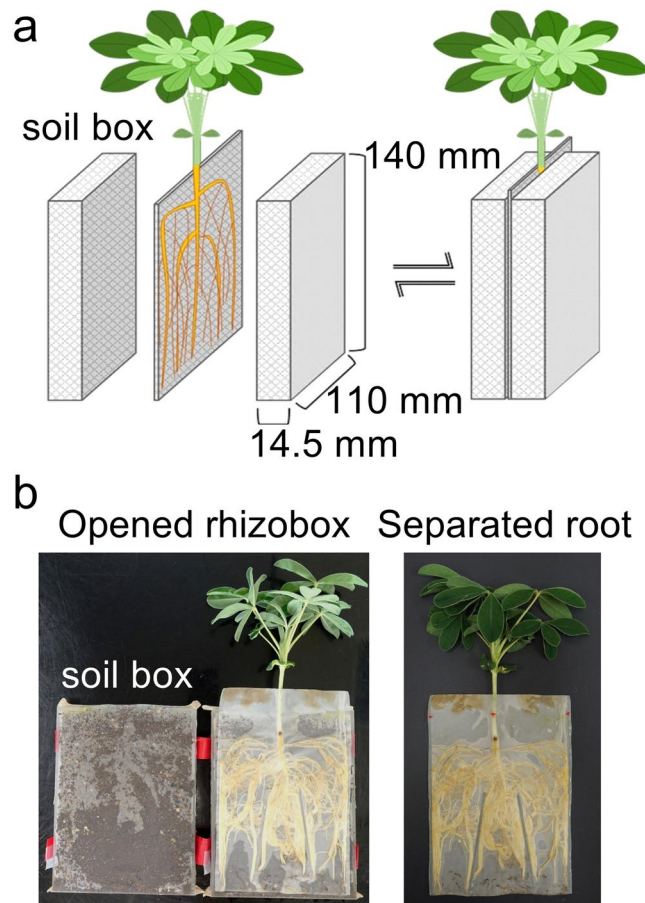 a
soil box
140 mm
110 mm
14.5 mm
b
Opened rhizobox
Separated root
soil box